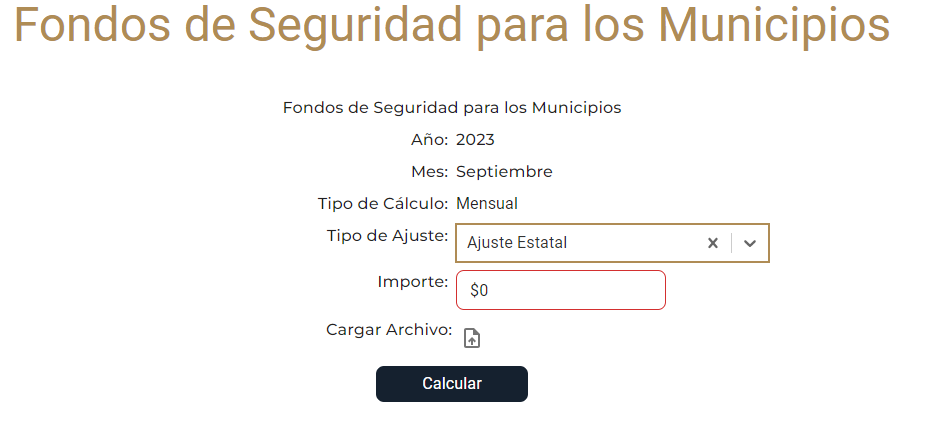 Fondos de Seguridad para los Municipios
Fondos de Seguridad para los Municipios
Año: 2023
Mes: Septiembre
Tipo de Cálculo: Mensual
Tipo de Ajuste: Ajuste Estatal
Importe: $0
Cargar Archivo:
Calcular